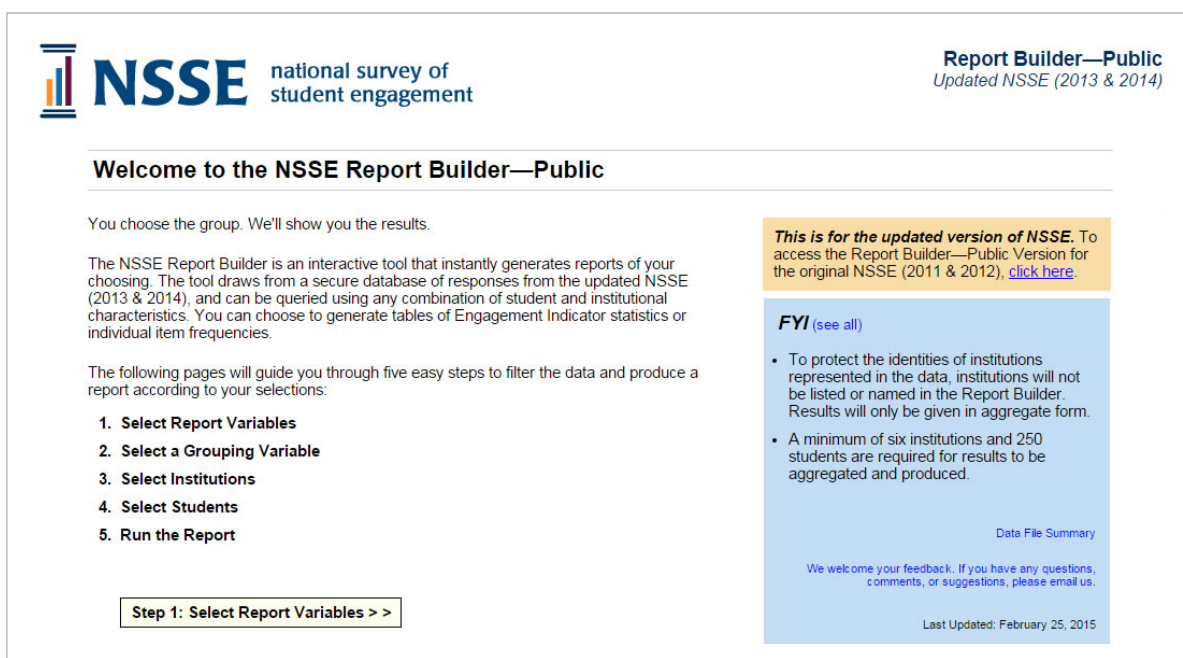 NSSE
national survey of
student engagement
Report Builder—Public
Updated NSSE (2013 & 2014)
Welcome to the NSSE Report Builder—Public
You choose the group. We'll show you the results.
The NSSE Report Builder is an interactive tool that instantly generates reports of your
choosing. The tool draws from a secure database of responses from the updated NSSE
(2013 & 2014), and can be queried using any combination of student and institutional
characteristics. You can choose to generate tables of Engagement Indicator statistics or
individual item frequencies.
The following pages will guide you through five easy steps to filter the data and produce a
report according to your selections:
1. Select Report Variables
2. Select a Grouping Variable
3. Select Institutions
4. Select Students
5. Run the Report
Step 1: Select Report Variables > >
This is for the updated version of NSSE. To
access the Report Builder—Public Version for
the original NSSE (2011 & 2012), click here.
FYI (see all)
• To protect the identities of institutions
represented in the data, institutions will not
be listed or named in the Report Builder.
Results will only be given in aggregate form.
• A minimum of six institutions and 250
students are required for results to be
aggregated and produced.
Data File Summary
We welcome your feedback. If you have any questions,
comments, or suggestions, please email us.
Last Updated: February 25, 2015